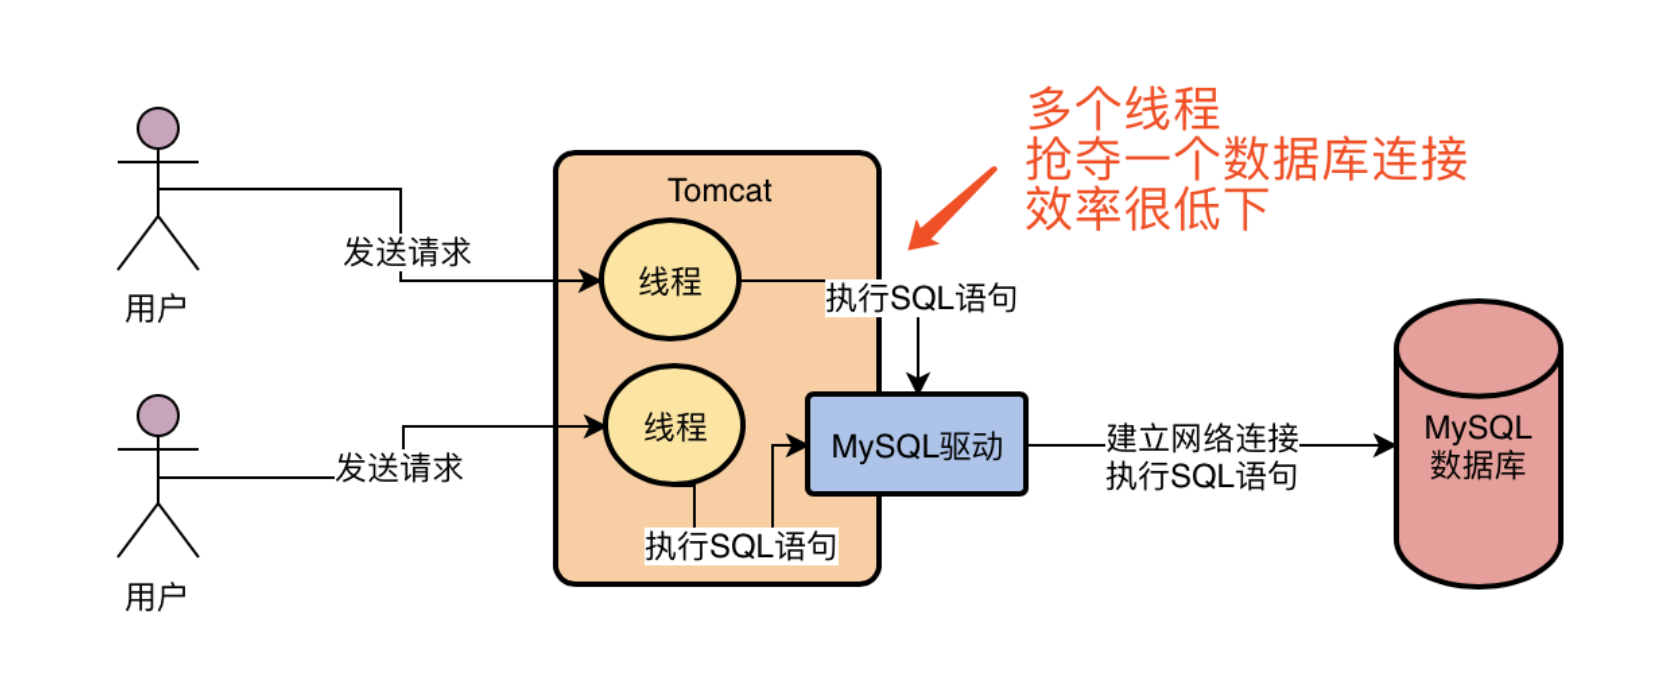 多个线程
抢夺一个数据库连接
效率很低下
Tomcat
发送请求
线程
执行SQL语句
用户
发送请求
线程
执行SQL语句
用户
MySQL驱动
建立网络连接
执行SQL语句
MySQL
数据库